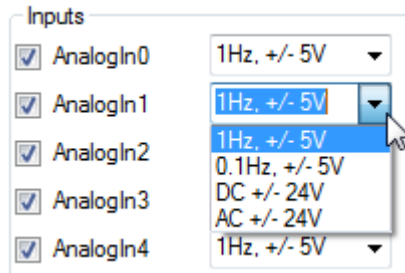 Inputs
AnalogIn0 1Hz, +/- 5V
AnalogIn1 1Hz, +/- 5V
1Hz, +/- 5V
AnalogIn2 0.1Hz, +/- 5V
DC +/- 24V
AnalogIn3 AC +/- 24V
AnalogIn4 1Hz, +/- 5V